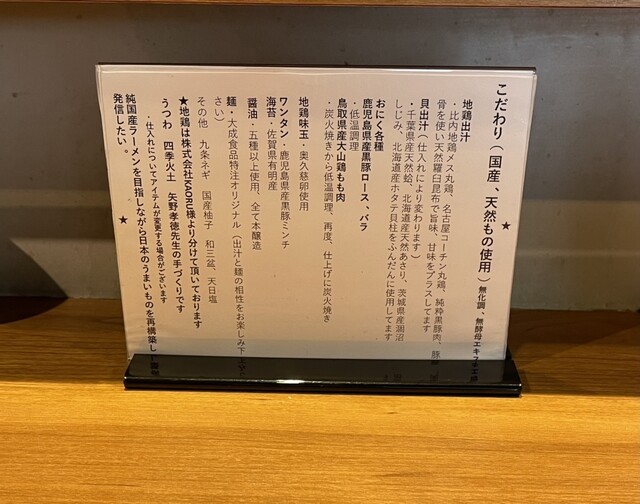 ★
こだわり(国産、天然もの使用)無化調、無酵母エキス
地鶏出汁
・比内地鶏メス丸鶏、名古屋コーチン丸鶏、純粋黒豚肉、豚
骨を使い天然羅臼昆布で旨味、甘味をプラスしてます
貝出汁(仕入れにより変わります)
・千葉県産天然蛤、北海道産天然あさり、茨城県産涸沼
しじみ、北海道産ホタテ貝柱をふんだんに使用してます
おにく各種
鹿児島県産黒豚ロース、バラ
・低温調理
鳥取県産大山鶏もも肉
・炭火焼きから低温調理、再度、仕上げに炭火焼き
地鶏味玉・奥久慈卵使用
ワンタン・鹿児島県産黒豚ミンチ
海苔・佐賀県有明産
醤油・五種以上使用、全て本醸造
麺・大成食品特注オリジナル(出汁と麺の相性をお楽しみ下
さい)
その他 九条ネギ 国産柚子 和三盆、天日塩
★地鶏は株式会社KAORU様より分けて頂いております
うつわ 四季火土 矢野孝徳先生の手づくりです
・仕入れについてアイテムが変更する場合がございます
純国産ラーメンを目指しながら日本のうまいものを再構築し
発信したい。
★